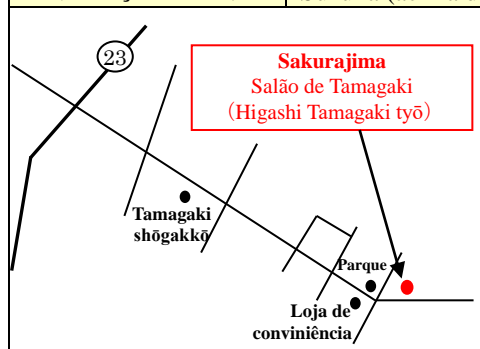 23
Sakurajima
Salão de Tamagaki
(Higashi Tamagaki tyō)
Tamagaki
shōgakkō
Parque
Loja de
conviniência